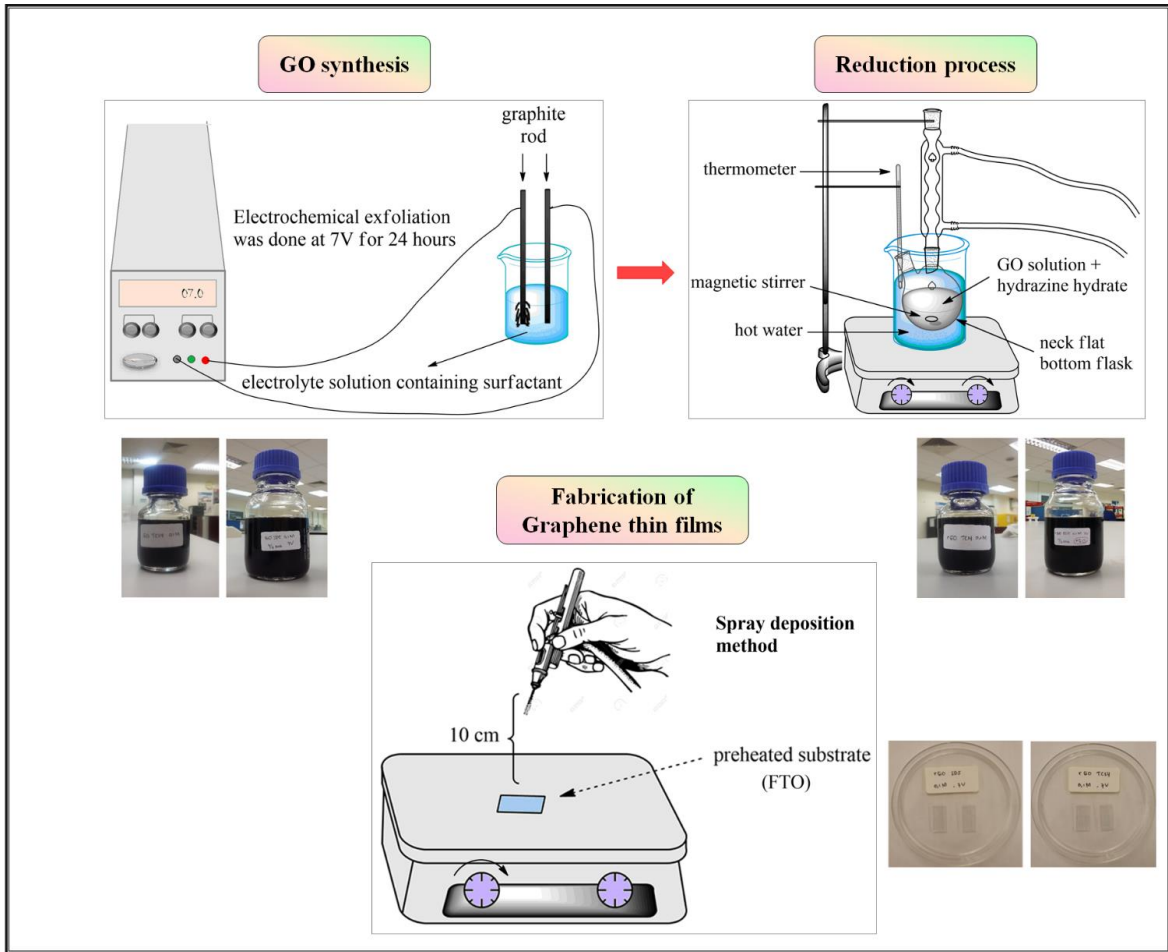 GO synthesis
Reduction process
graphite
rod
Electrochemical exfoliation
was done at 7V for 24 hours
07.0
electrolyte solution containing surfactant
thermometer
magnetic stirrer
hot water
GO solution +
hydrazine hydrate
neck flat
bottom flask
Fabrication of
Graphene thin films
Spray deposition
method
10 cm
preheated substrate
(FTO)